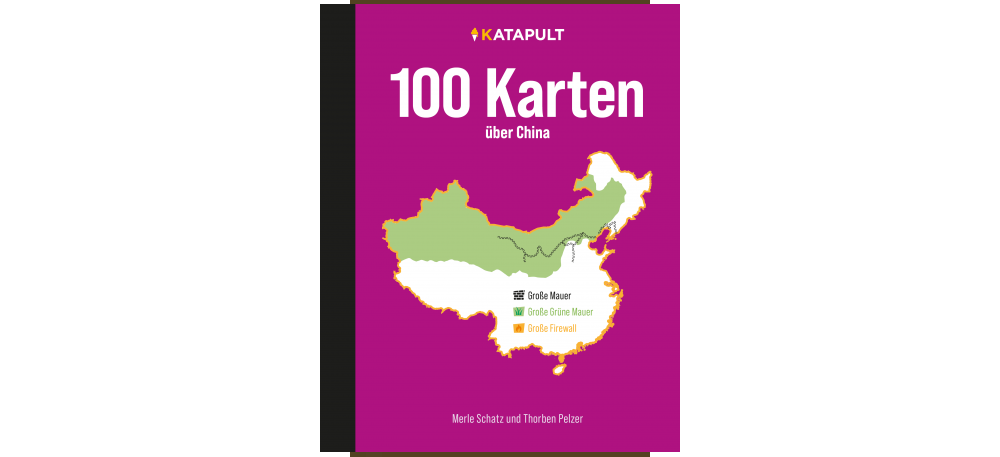 KATAPULT
100 Karten
über China
Große Mauer
Große Grüne Mauer
Große Firewall
Merle Schatz und Thorben Pelzer